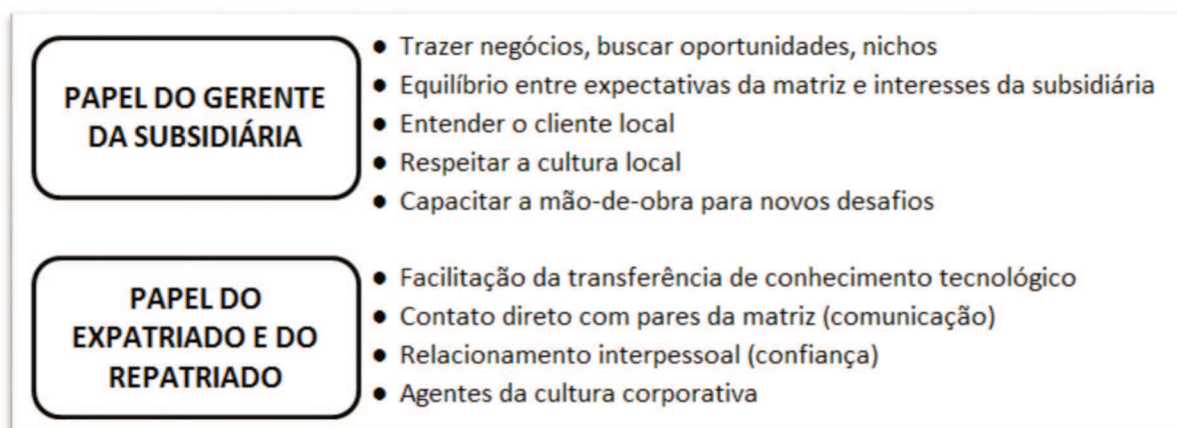 PAPEL DO GERENTE
DA SUBSIDIÁRIA
● Trazer negócios, buscar oportunidades, nichos
● Equilíbrio entre expectativas da matriz e interesses da subsidiária
● Entender o cliente local
● Respeitar a cultura local
● Capacitar a mão-de-obra para novos desafios
PAPEL DO
EXPATRIADO E DO
REPATRIADO
● Facilitação da transferência de conhecimento tecnológico
● Contato direto com pares da matriz (comunicação)
● Relacionamento interpessoal (confiança)
● Agentes da cultura corporativa